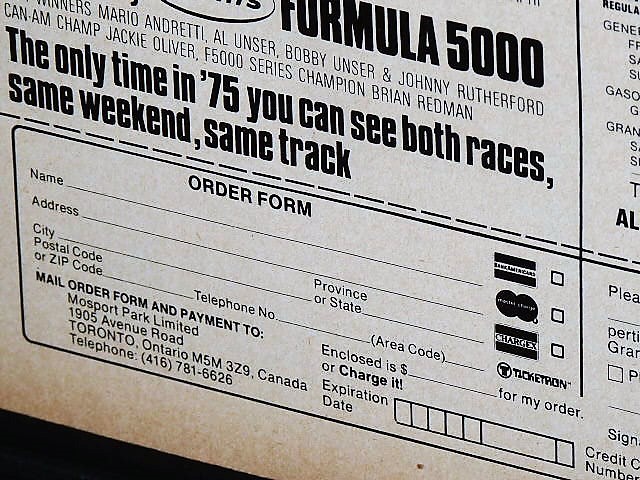 FORMULA 5000
WINNERS MARIO ANDRETTI, AL UNSER, BOBBY UNSER & JOHNNY RUTHERFORD
CAN-AM CHAMP JACKIE OLIVER, F5000 SERIES CHAMPION BRIAN REDMAN
The only time in '75 you can see both races,
same weekend, same track
ORDER FORM
Name
Address
City
Province
or State
Postal Code
or ZIP Code
Telephone No.
(Area Code)
MAIL ORDER FORM AND PAYMENT TO:
Mosport Park Limited
1905 Avenue Road
TORONTO, Ontario M5M 3Z9, Canada
Telephone: (416) 781-6626
Enclosed is $
for my order.
or Charge it!
Expiration
Date
BANKAMERICARD
master charge
CHARGEX
TICKETRON
REGULA
GENE
GASO
G
GRAN
AL
Plea
perti
Gran
Sign
Credit C
Number